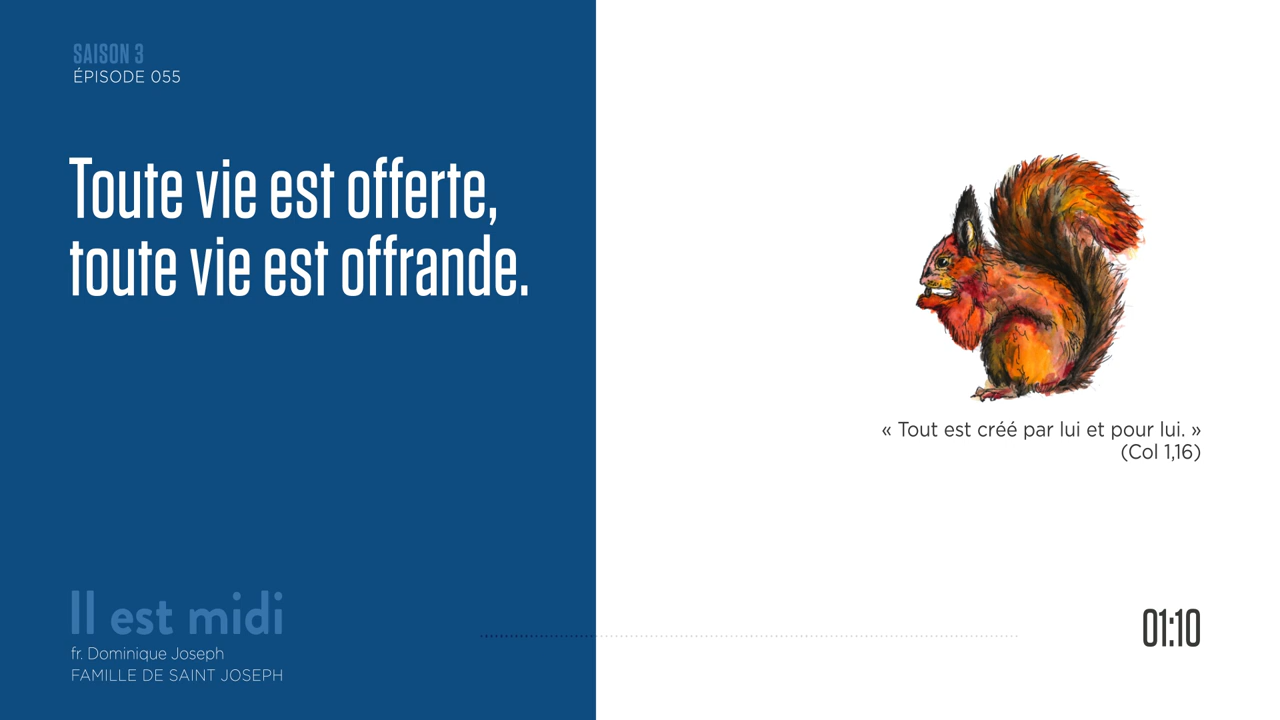 SAISON 3
ÉPISODE 055
Toute vie est offerte,
toute vie est offrande.
« Tout est créé par lui et pour lui. »
(Col 1,16)
Il est midi
fr. Dominique Joseph
FAMILLE DE SAINT JOSEPH
01:10